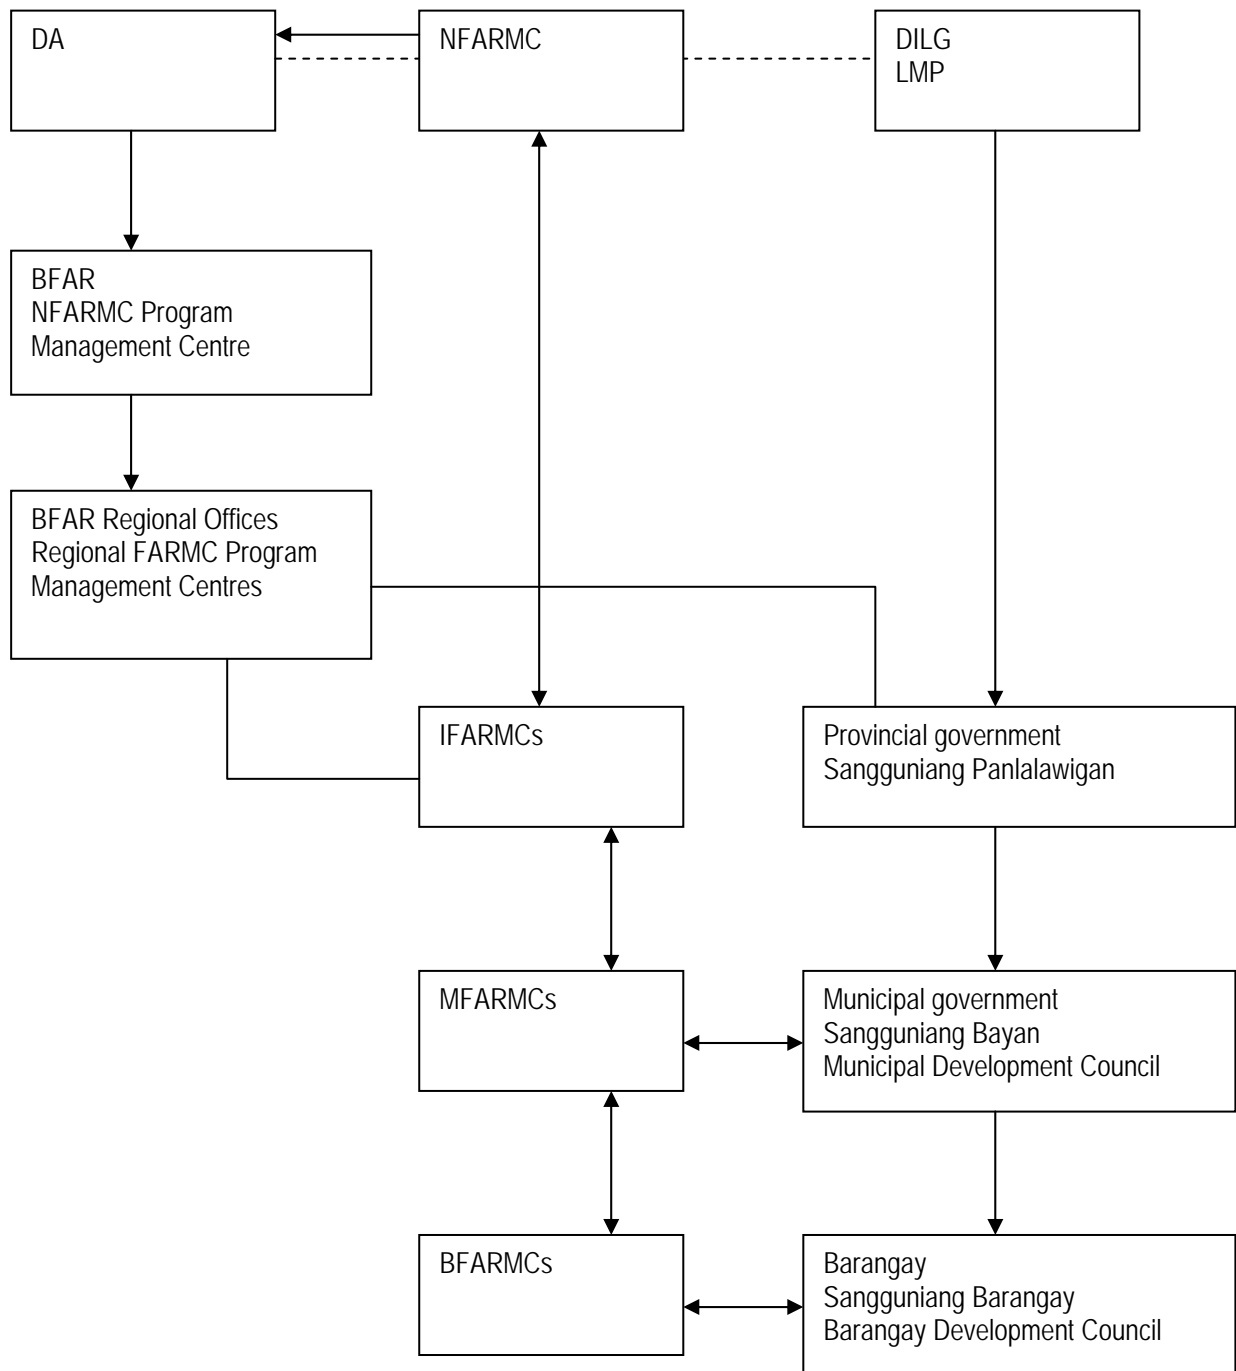 DA
NFARMC
DILG
LMP
BFAR
NFARMC Program
Management Centre
BFAR Regional Offices
Regional FARMC Program
Management Centres
IFARMCs
Provincial government
Sangguniang Panlalawigan
MFARMCs
Municipal government
Sangguniang Bayan
Municipal Development Council
BFARMCs
Barangay
Sangguniang Barangay
Barangay Development Council